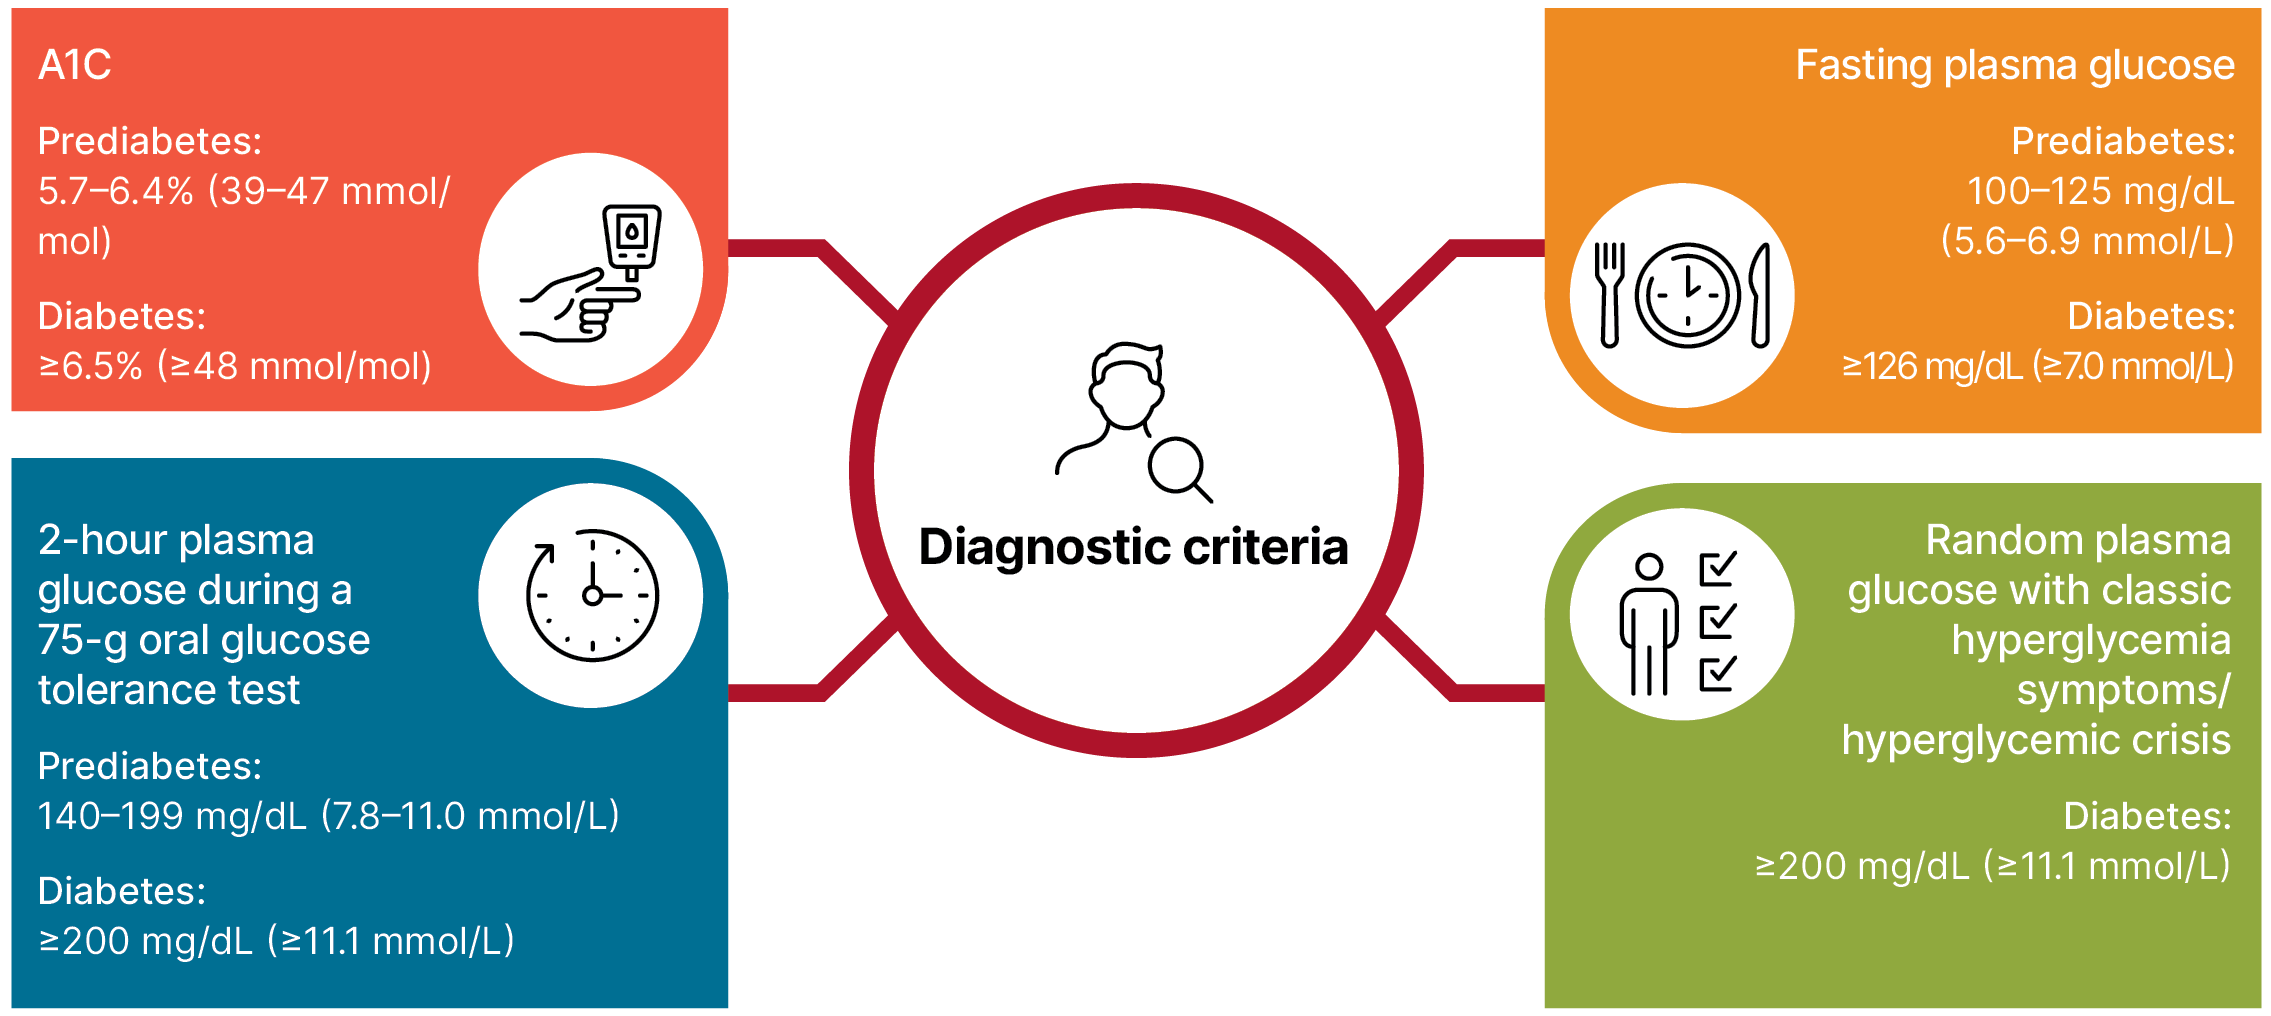 A1C
Prediabetes:
5.7–6.4% (39–47 mmol/
mol)
Diabetes:
≥6.5% (≥48 mmol/mol)
Fasting plasma glucose
Prediabetes:
100–125 mg/dL
(5.6–6.9 mmol/L)
Diabetes:
≥126 mg/dL (≥7.0 mmol/L)
Diagnostic criteria
2-hour plasma
glucose during a
75-g oral glucose
tolerance test
Prediabetes:
140–199 mg/dL (7.8–11.0 mmol/L)
Diabetes:
≥200 mg/dL (≥11.1 mmol/L)
Random plasma
glucose with classic
hyperglycemia
symptoms/
hyperglycemic crisis
Diabetes:
≥200 mg/dL (≥11.1 mmol/L)